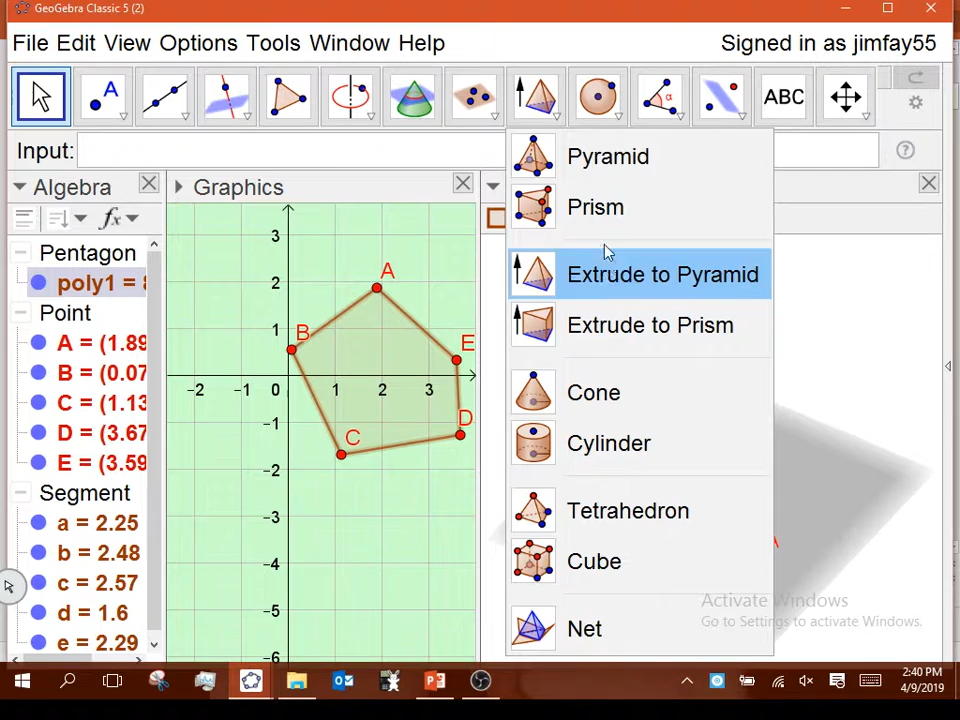 GeoGebra Classic 5 (2)
File Edit View Options Tools Window Help
Signed in as jimfay55
A
α
ABC
Input:
Algebra
Graphics
fx
Pentagon
poly1 = 8
Point
A = (1.89
B = (0.07
C = (1.13
D = (3.67
E = (3.59
Segment
a = 2.25
b = 2.48
c = 2.57
d = 1.6
e = 2.29
3
2
1
0
-2
-1
0
1
2
3
-1
-2
-3
-4
-5
-6
A
B
C
D
E
Pyramid
Prism
Extrude to Pyramid
Extrude to Prism
Cone
Cylinder
Tetrahedron
Cube
Net
A
Activate Windows
Go to Settings to activate Windows.
2:40 PM
4/9/2019